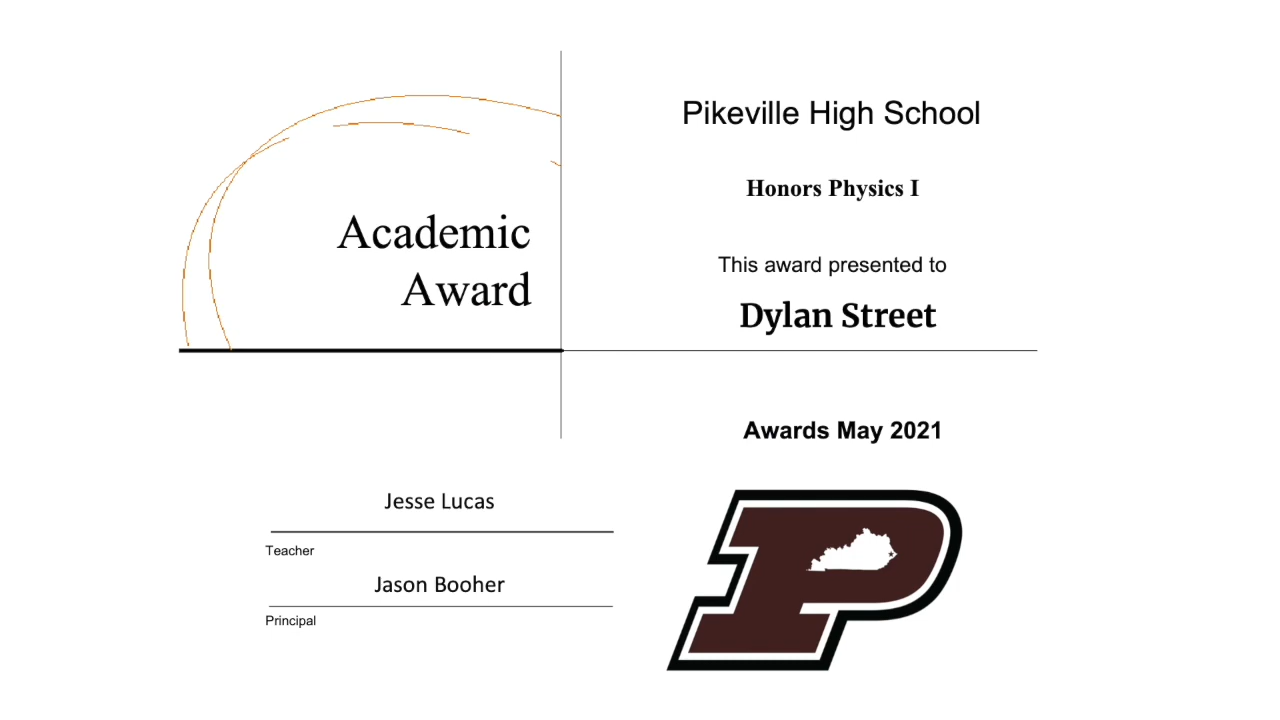 Academic
Award
Pikeville High School
Honors Physics I
This award presented to
Dylan Street
Awards May 2021
Jesse Lucas
Teacher
Jason Booher
Principal
P